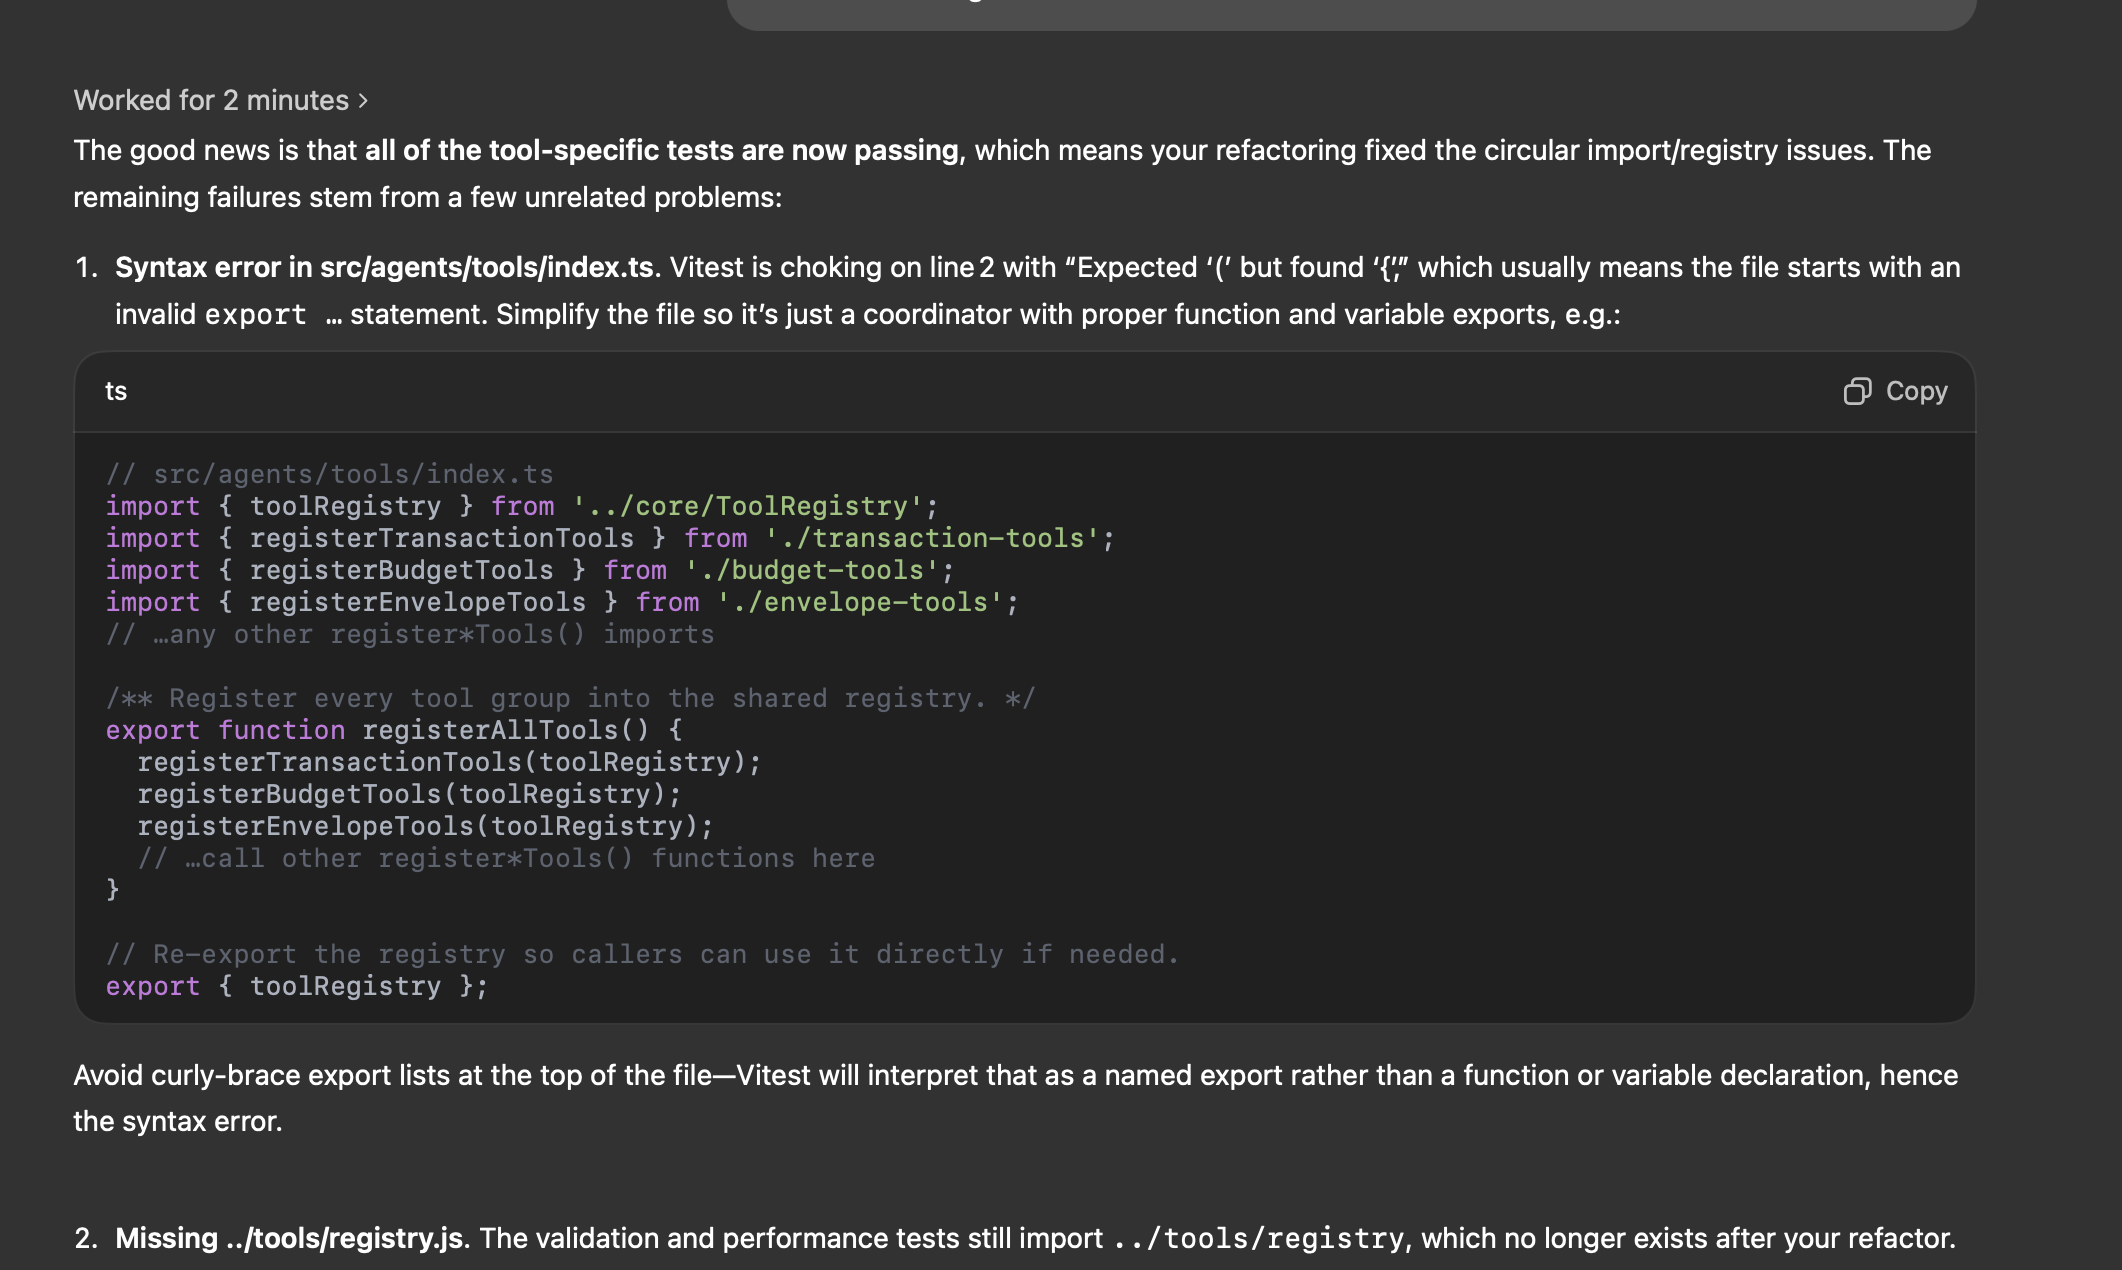 Worked for 2 minutes >
The good news is that all of the tool-specific tests are now passing, which means your refactoring fixed the circular import/registry issues. The
remaining failures stem from a few unrelated problems:
1. Syntax error in src/agents/tools/index.ts. Vitest is choking on line 2 with “Expected ‘(’ but found ‘{’,” which usually means the file starts with an
invalid export … statement. Simplify the file so it’s just a coordinator with proper function and variable exports, e.g.:
ts
Copy
// src/agents/tools/index.ts
import { toolRegistry } from '../core/ToolRegistry';
import { registerTransactionTools } from './transaction-tools';
import { registerBudgetTools } from './budget-tools';
import { registerEnvelopeTools } from './envelope-tools';
// …any other register*Tools() imports
/** Register every tool group into the shared registry. */
export function registerAllTools() {
  registerTransactionTools(toolRegistry);
  registerBudgetTools(toolRegistry);
  registerEnvelopeTools(toolRegistry);
  // …call other register*Tools() functions here
}
// Re-export the registry so callers can use it directly if needed.
export { toolRegistry };
Avoid curly-brace export lists at the top of the file—Vitest will interpret that as a named export rather than a function or variable declaration, hence
the syntax error.
2. Missing ../tools/registry.js. The validation and performance tests still import ../tools/registry, which no longer exists after your refactor.